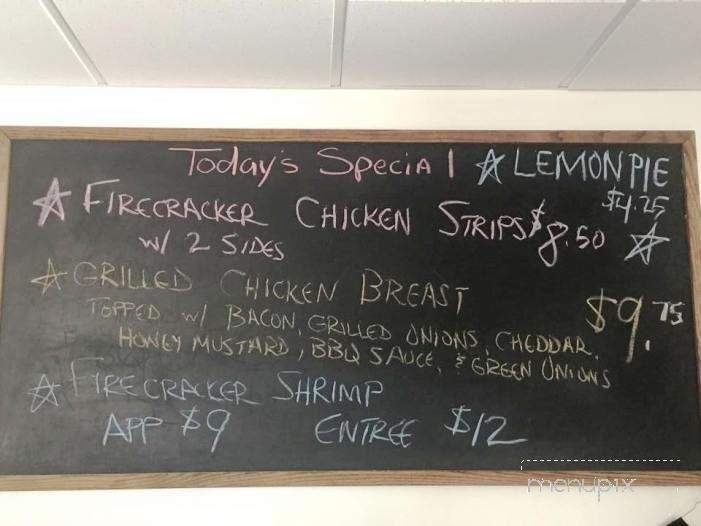 Today's Special ☆ LEMON PIE
$4.25
☆ FIRECRACKER CHICKEN STRIPS $8.50 ☆
W/ 2 SIDES
☆ GRILLED CHICKEN BREAST
$9.75
TOPPED W/ BACON, GRILLED ONIONS, CHEDDAR,
HONEY MUSTARD, BBQ SAUCE, & GREEN ONIONS
☆ FIRECRACKER SHRIMP
APP $9 ENTREE $12
menupix